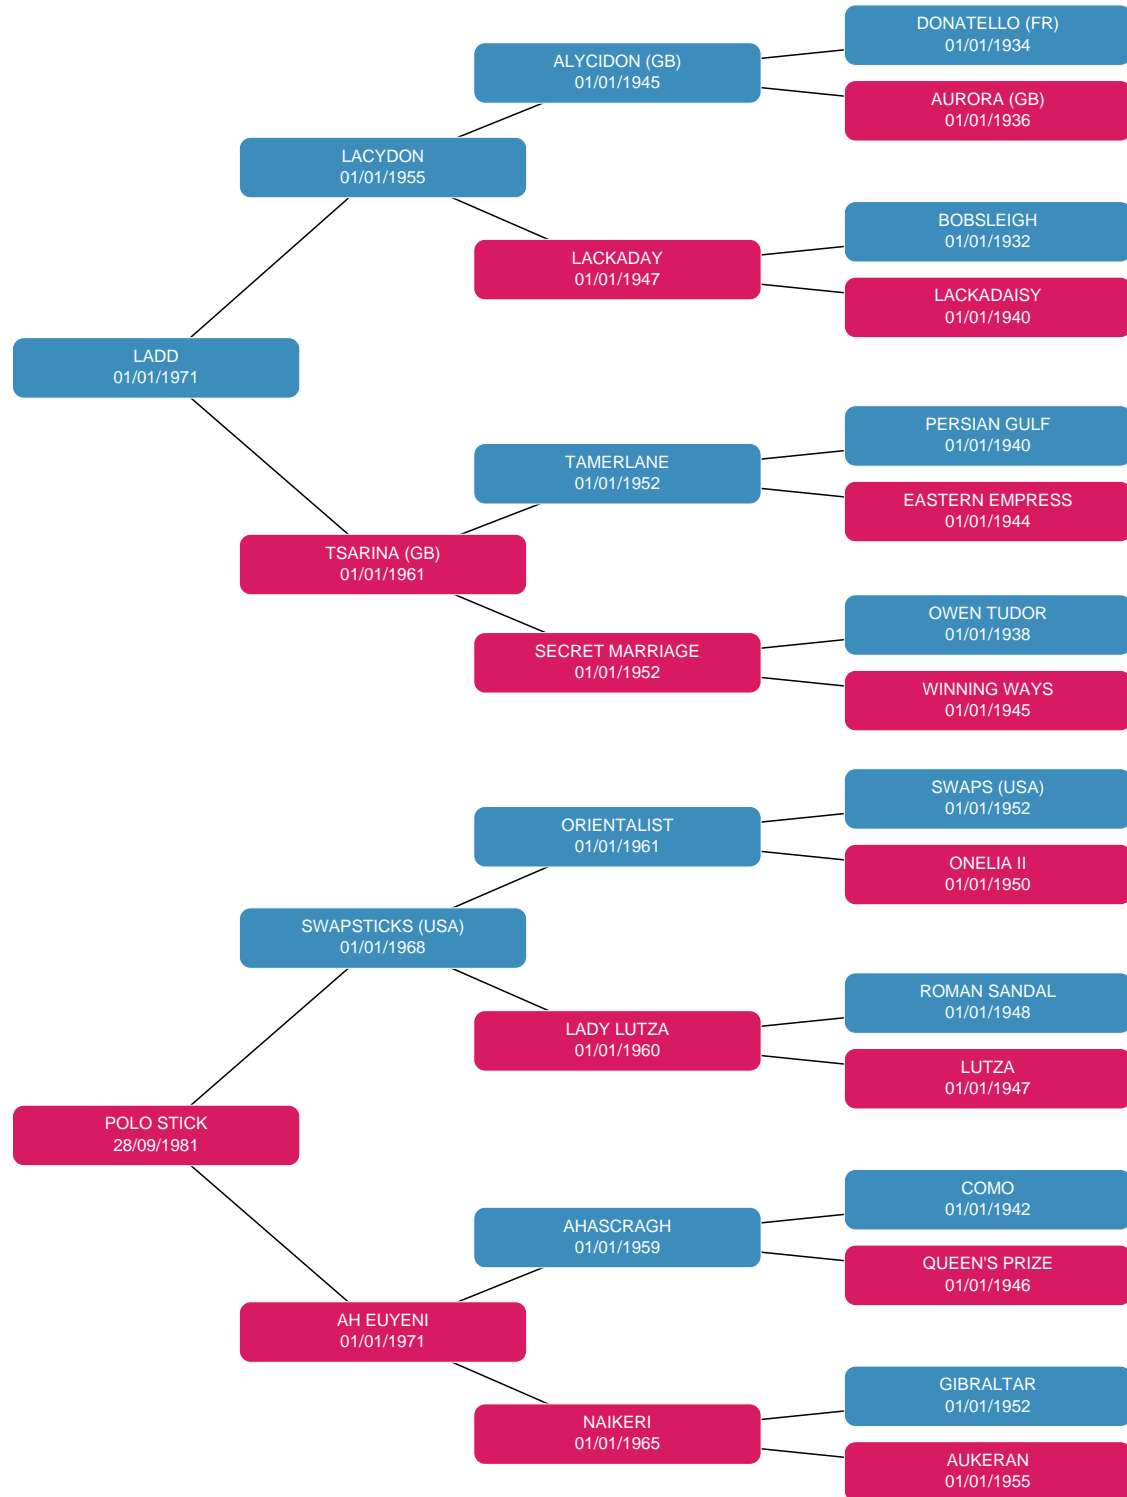 DONATELLO (FR)
01/01/1934
ALYCIDON (GB)
01/01/1945
AURORA (GB)
01/01/1936
LACYDON
01/01/1955
BOBSLEIGH
01/01/1932
LACKADAY
01/01/1947
LACKADAISY
01/01/1940
LADD
01/01/1971
PERSIAN GULF
01/01/1940
TAMERLANE
01/01/1952
EASTERN EMPRESS
01/01/1944
TSARINA (GB)
01/01/1961
OWEN TUDOR
01/01/1938
SECRET MARRIAGE
01/01/1952
WINNING WAYS
01/01/1945
SWAPS (USA)
01/01/1952
ORIENTALIST
01/01/1961
ONELIA II
01/01/1950
SWAPSTICKS (USA)
01/01/1968
ROMAN SANDAL
01/01/1948
LADY LUTZA
01/01/1960
LUTZA
01/01/1947
POLO STICK
28/09/1981
COMO
01/01/1942
AHASCRAGH
01/01/1959
QUEEN'S PRIZE
01/01/1946
AH EUYENI
01/01/1971
GIBRALTAR
01/01/1952
NAIKERI
01/01/1965
AUKERAN
01/01/1955